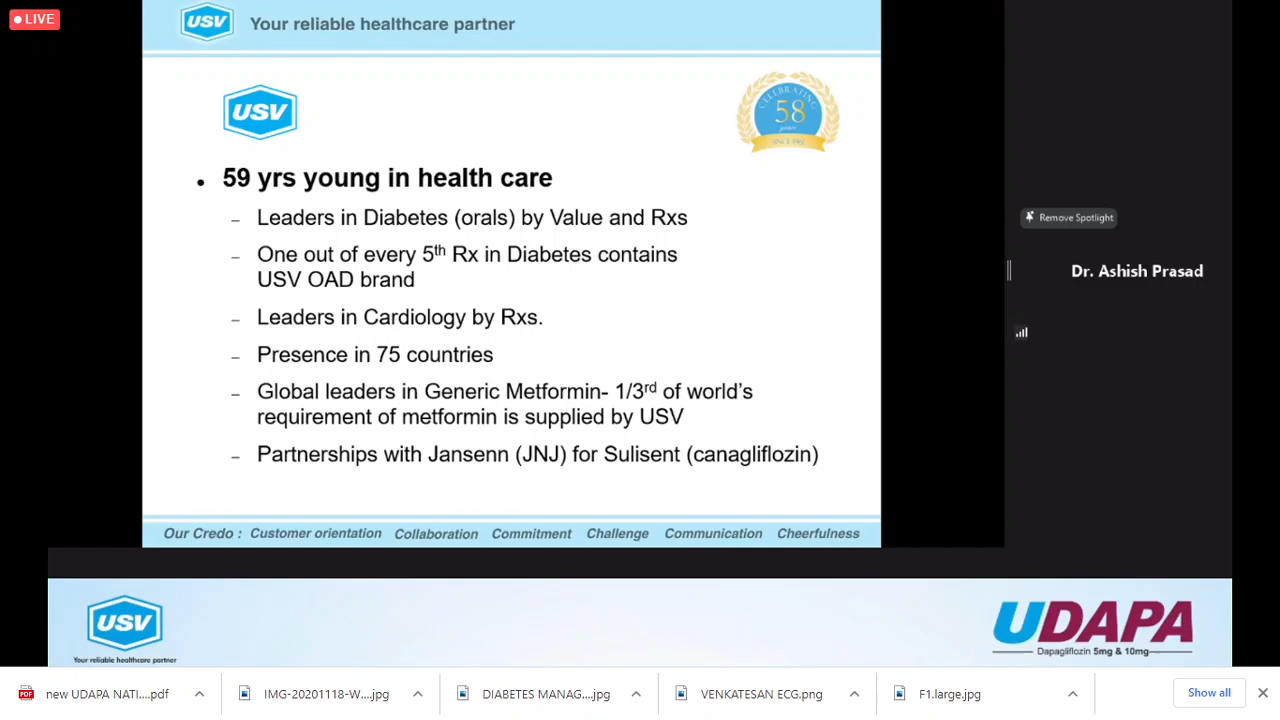 LIVE
USV
Your reliable healthcare partner
USV
CELEBRATING
58
years
59 yrs young in health care
Leaders in Diabetes (orals) by Value and Rxs
One out of every 5th Rx in Diabetes contains
USV OAD brand
Leaders in Cardiology by Rxs.
Presence in 75 countries
Global leaders in Generic Metformin- 1/3rd of world's
requirement of metformin is supplied by USV
Partnerships with Jansenn (JNJ) for Sulisent (canagliflozin)
Our Credo : Customer orientation Collaboration Commitment Challenge Communication Cheerfulness
Remove Spotlight
Dr. Ashish Prasad
USV
Your reliable healthcare partner
UDAPA
Dapagliflozin 5mg & 10mg
PDF
new UDAPA NATI....pdf
IMG-20201118-W....jpg
DIABETES MANAG....jpg
VENKATESAN ECG.png
F1.large.jpg
Show all